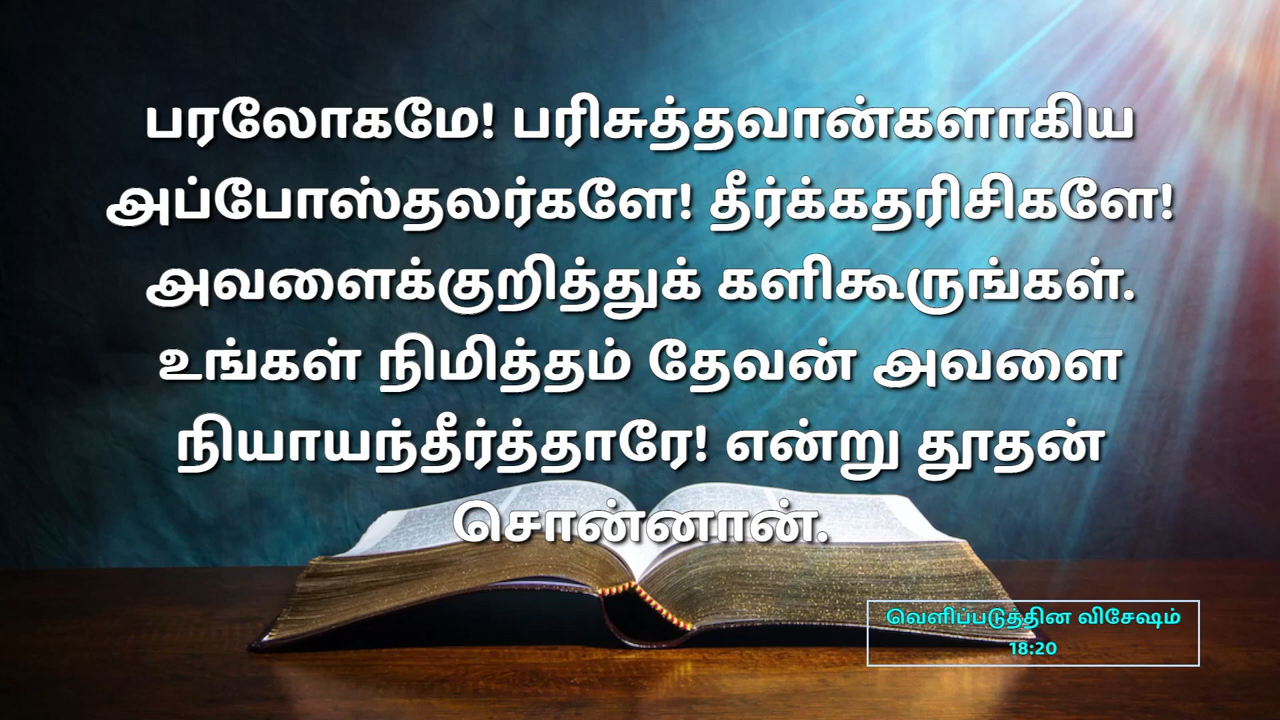 பரலோகமே! பரிசுத்தவான்களாகிய
அப்போஸ்தலர்களே! தீர்க்கதரிசிகளே!
அவளைக்குறித்துக் களிகூருங்கள்.
உங்கள் நிமித்தம் தேவன் அவளை
நியாயந்தீர்த்தாரே! என்று தூதன்
சொன்னான்.
வெளிப்படுத்தின விசேஷம்
18:20